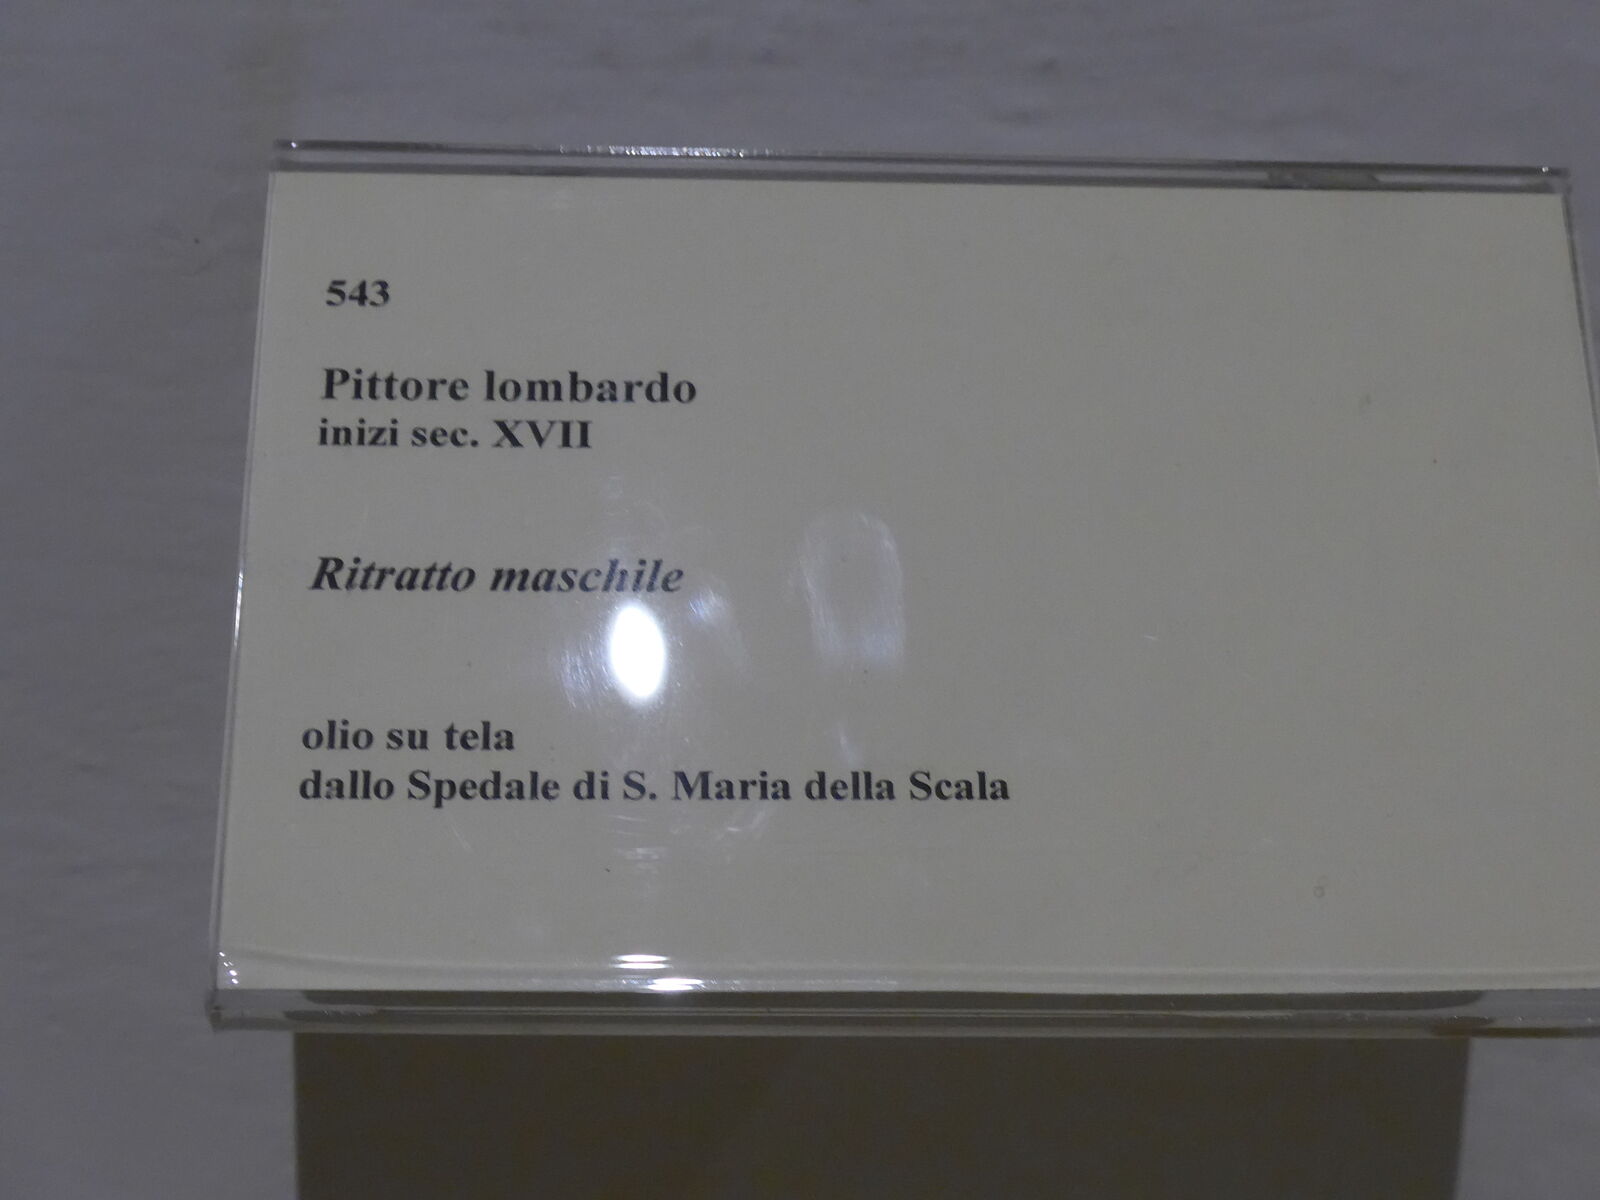 543
Pittore lombardo
inizi sec. XVII
Ritratto maschile
olio su tela
dallo Spedale di S. Maria della Scala